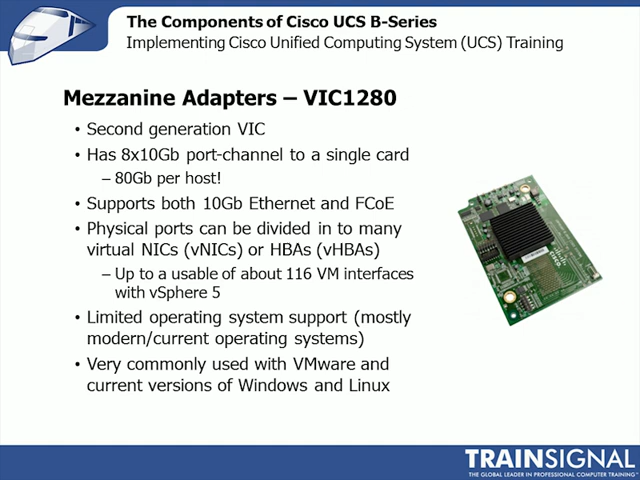 The Components of Cisco UCS B-Series
Implementing Cisco Unified Computing System (UCS) Training
Mezzanine Adapters – VIC1280
• Second generation VIC
• Has 8x10Gb port-channel to a single card
– 80Gb per host!
• Supports both 10Gb Ethernet and FCoE
• Physical ports can be divided in to many
virtual NICs (vNICs) or HBAs (vHBAs)
– Up to a usable of about 116 VM interfaces
with vSphere 5
• Limited operating system support (mostly
modern/current operating systems)
• Very commonly used with VMware and
current versions of Windows and Linux
CISCO
TRAINSIGNAL
THE GLOBAL LEADER IN PROFESSIONAL COMPUTER TRAINING